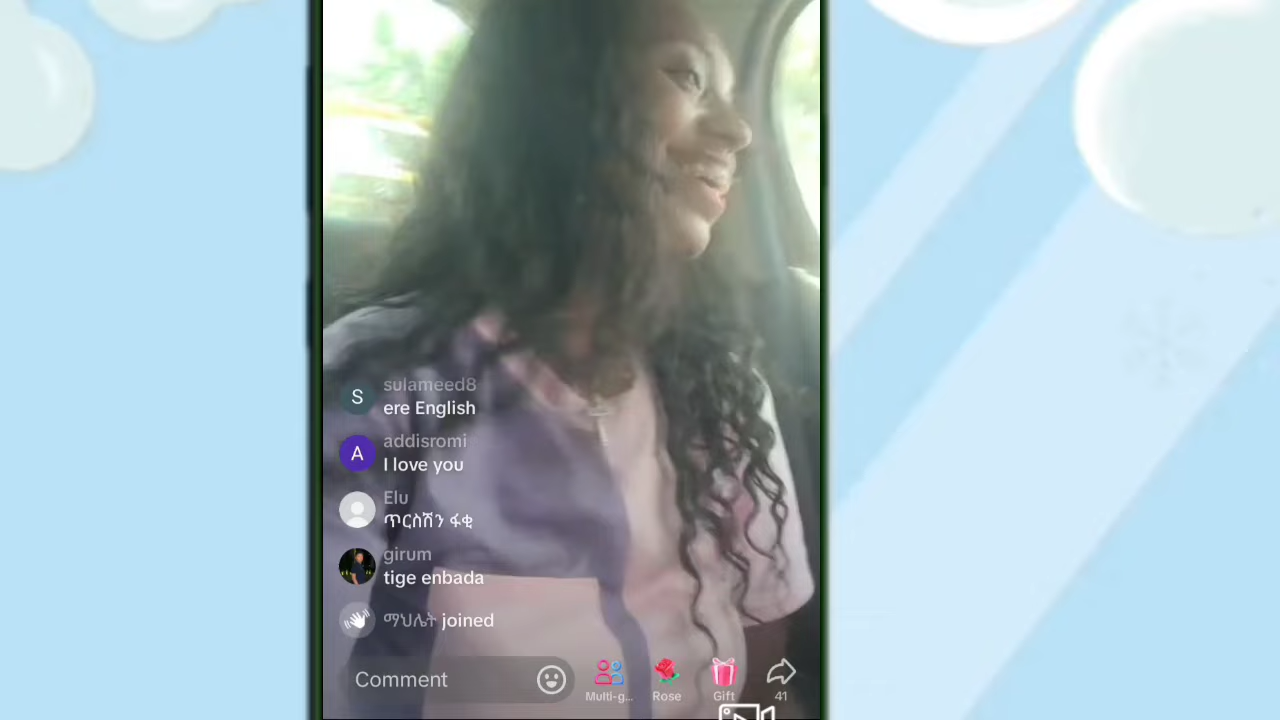 sulameed8
S
ere English
addisromi
A
I love you
Elu
ጥርስሽን ፋቂ
girum
tige enbada
ማህሌት joined
Comment
Multi-g...
Rose
Gift
41